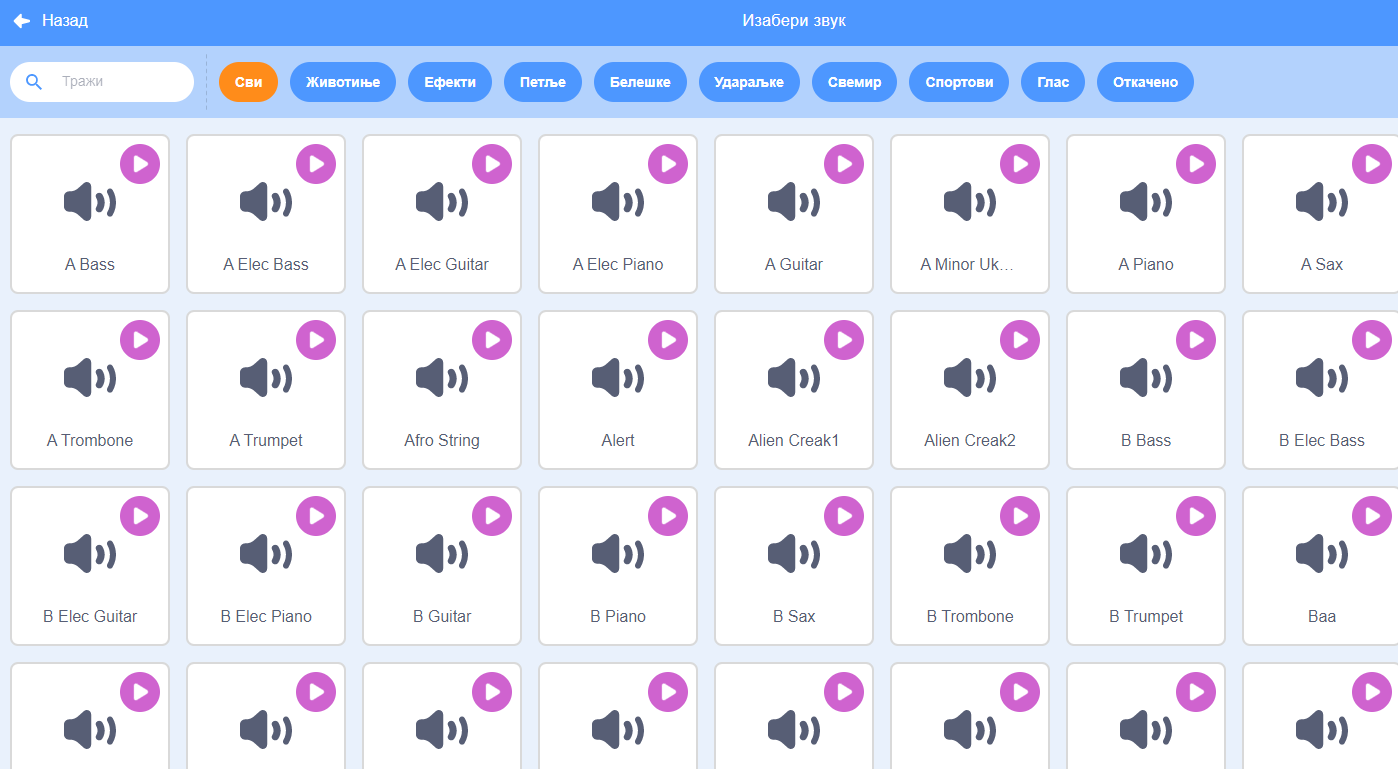 Назад
Изабери звук
Тражи
Сви
Животиње
Ефекти
Петље
Белешке
Удараљке
Свемир
Спортови
Глас
Откачено
A Bass
A Elec Bass
A Elec Guitar
A Elec Piano
A Guitar
A Minor Uk…
A Piano
A Sax
A Trombone
A Trumpet
Afro String
Alert
Alien Creak1
Alien Creak2
B Bass
B Elec Bass
B Elec Guitar
B Elec Piano
B Guitar
B Piano
B Sax
B Trombone
B Trumpet
Baa